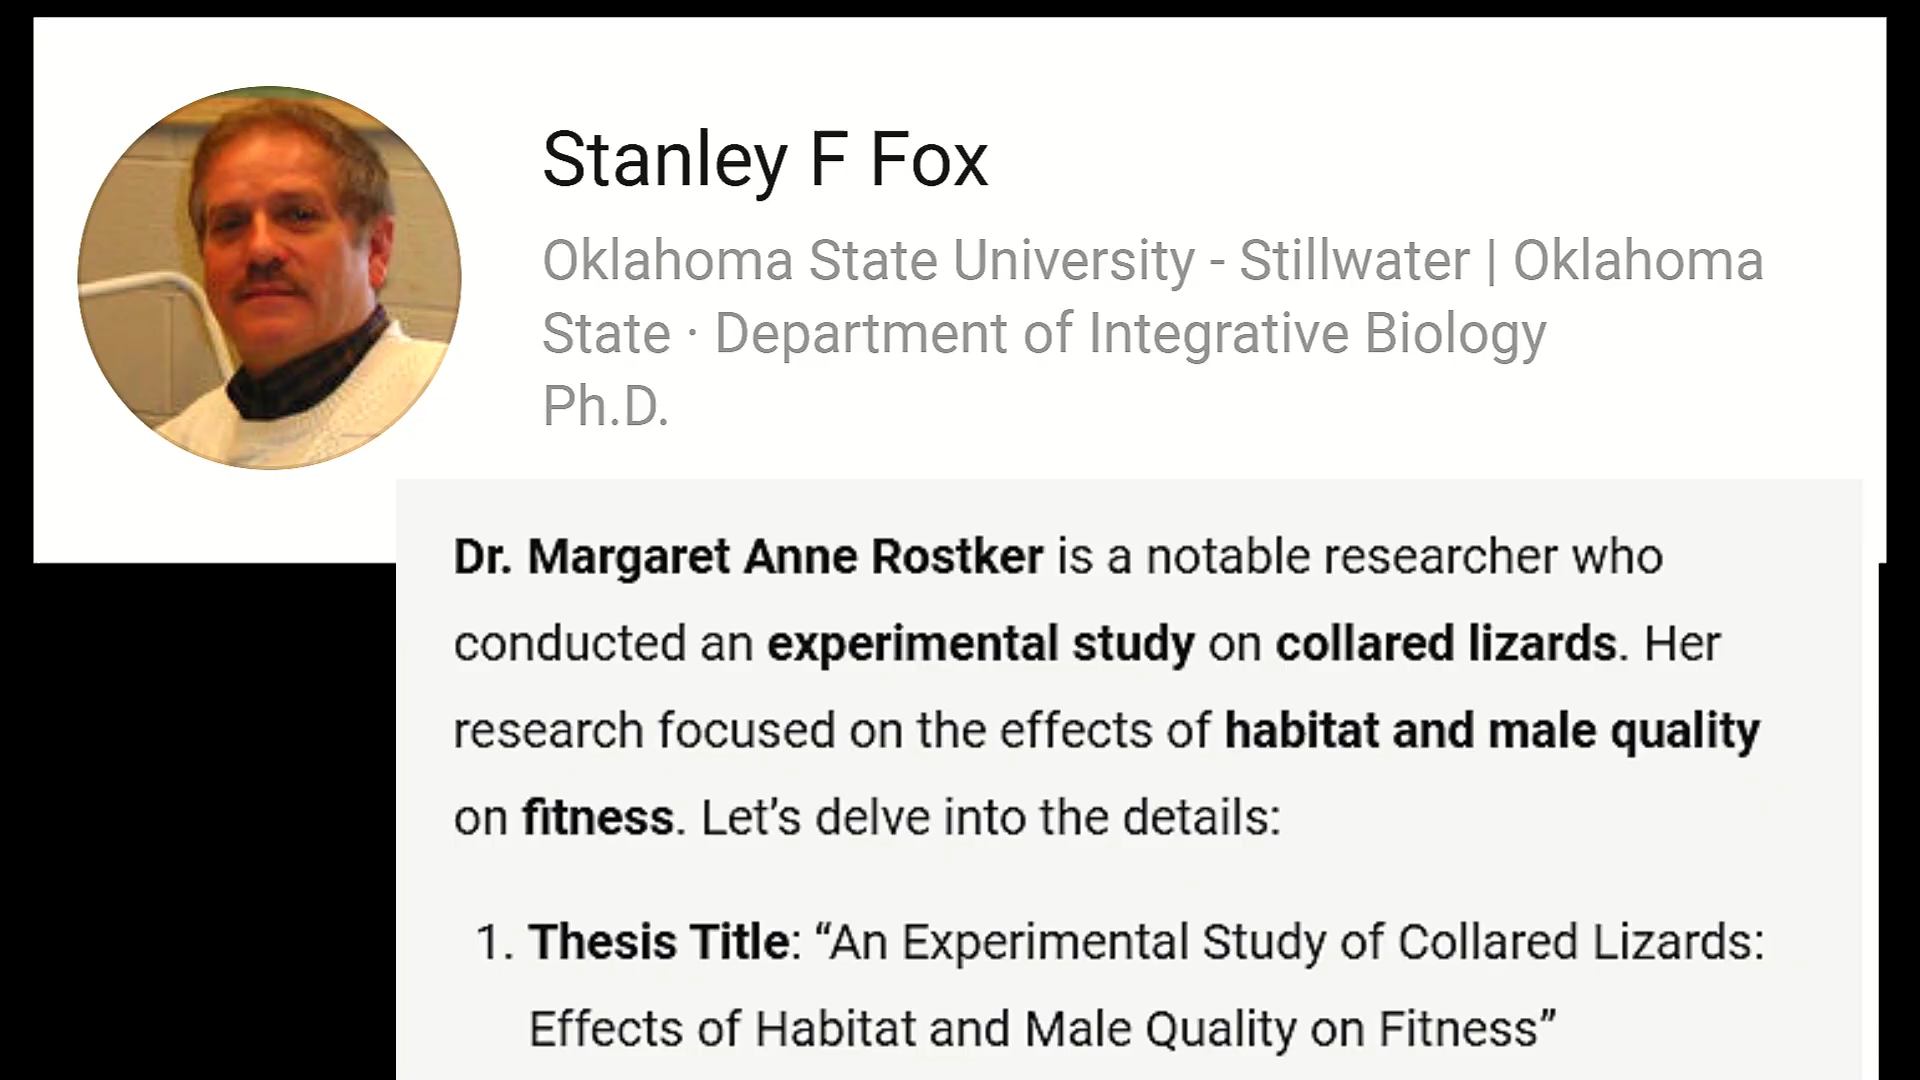 Stanley F Fox
Oklahoma State University - Stillwater | Oklahoma
State · Department of Integrative Biology
Ph.D.
Dr. Margaret Anne Rostker is a notable researcher who
conducted an experimental study on collared lizards. Her
research focused on the effects of habitat and male quality
on fitness. Let’s delve into the details:
1. Thesis Title: “An Experimental Study of Collared Lizards:
Effects of Habitat and Male Quality on Fitness”